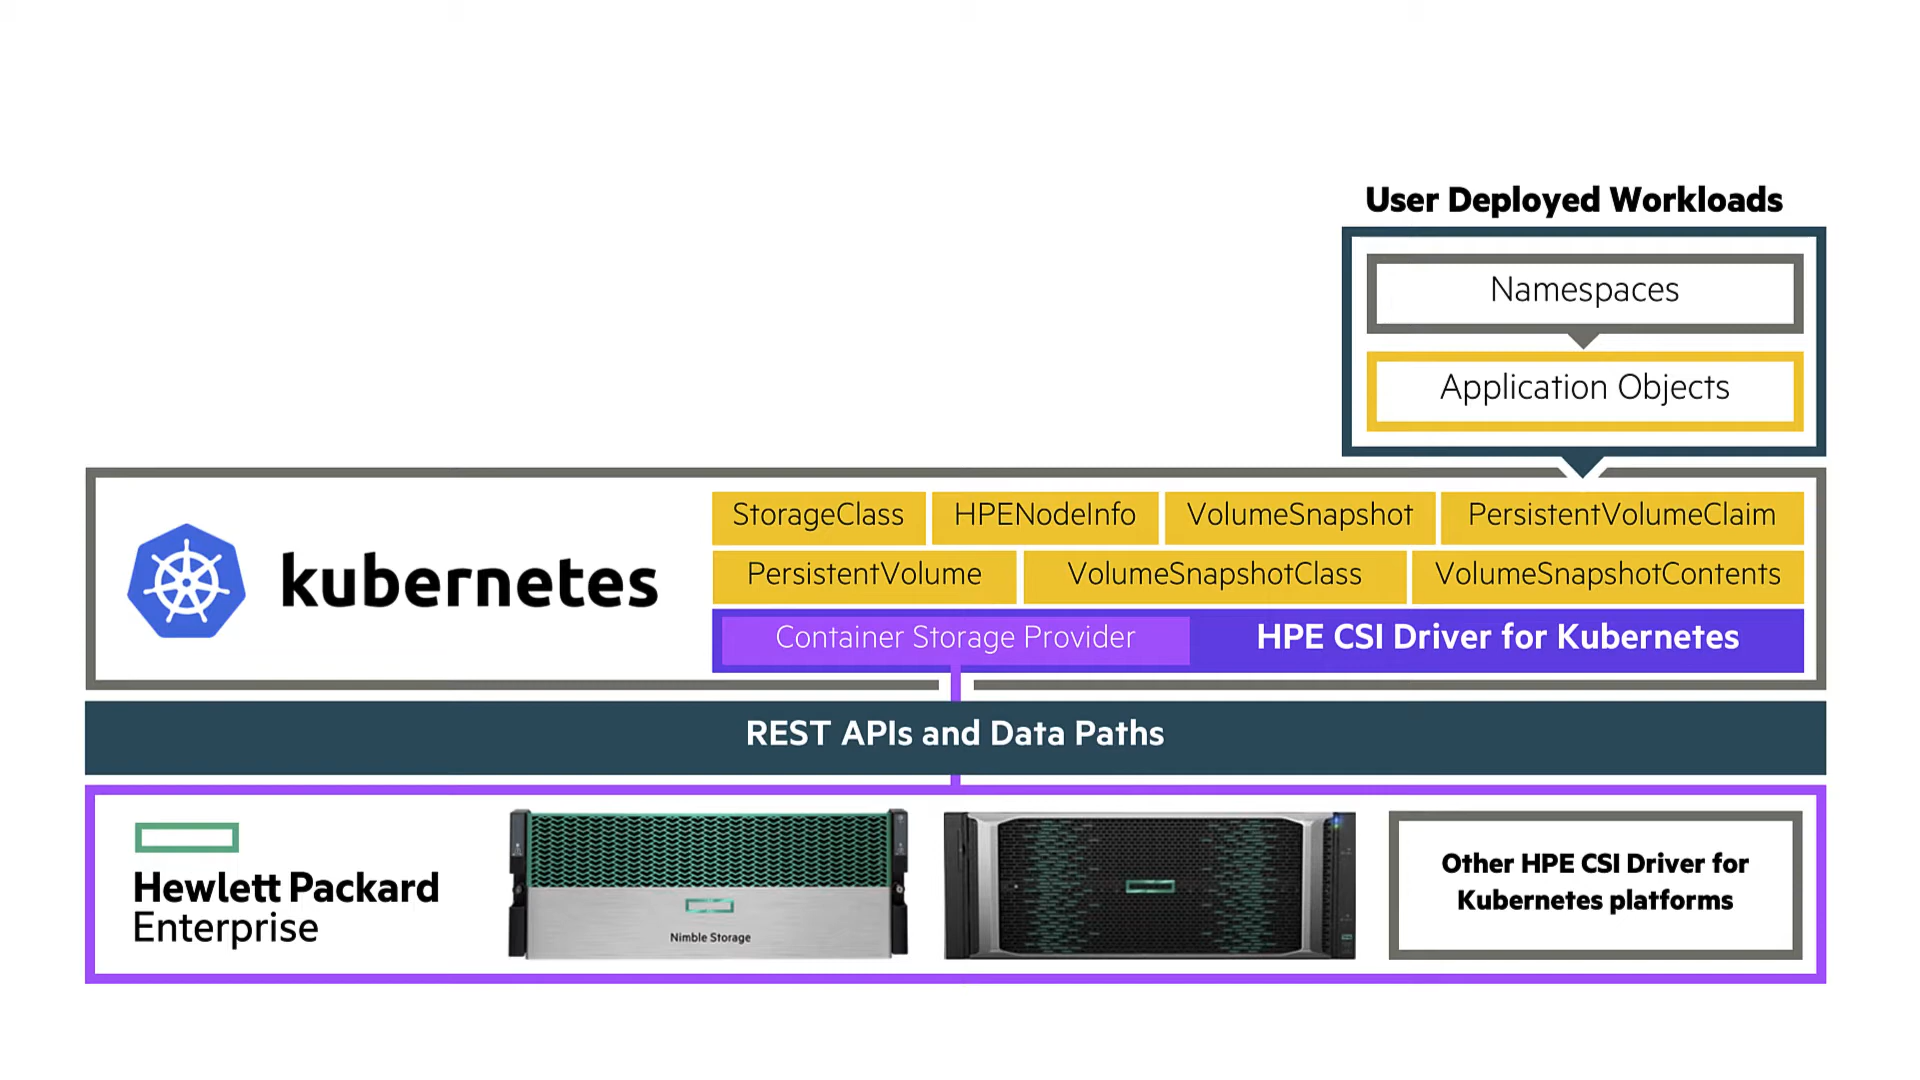 User Deployed Workloads
Namespaces
Application Objects
kubernetes
StorageClass
HPENodeInfo
VolumeSnapshot
PersistentVolumeClaim
PersistentVolume
VolumeSnapshotClass
VolumeSnapshotContents
Container Storage Provider
HPE CSI Driver for Kubernetes
REST APIs and Data Paths
Hewlett Packard
Enterprise
Nimble Storage
Other HPE CSI Driver for
Kubernetes platforms